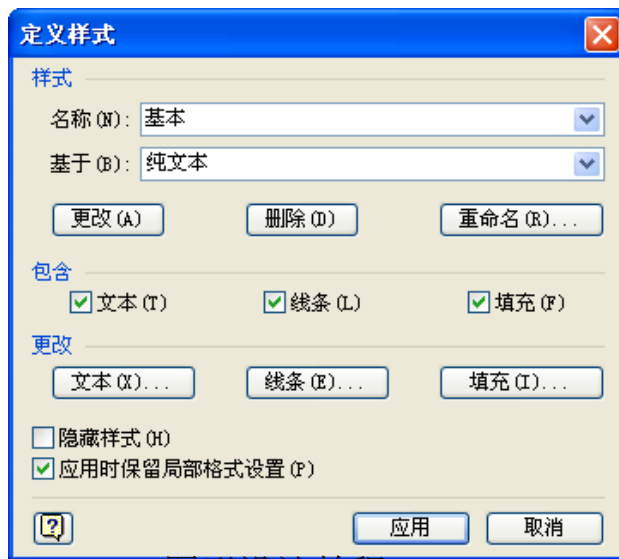 定义样式
样式
名称(N): 基本
基于(B): 纯文本
更改(A) 删除(D) 重命名(R)...
包含
文本(T) 线条(L) 填充(F)
更改
文本(X)... 线条(E)... 填充(I)...
隐藏样式(H)
应用时保留局部格式设置(P)
? 应用 取消